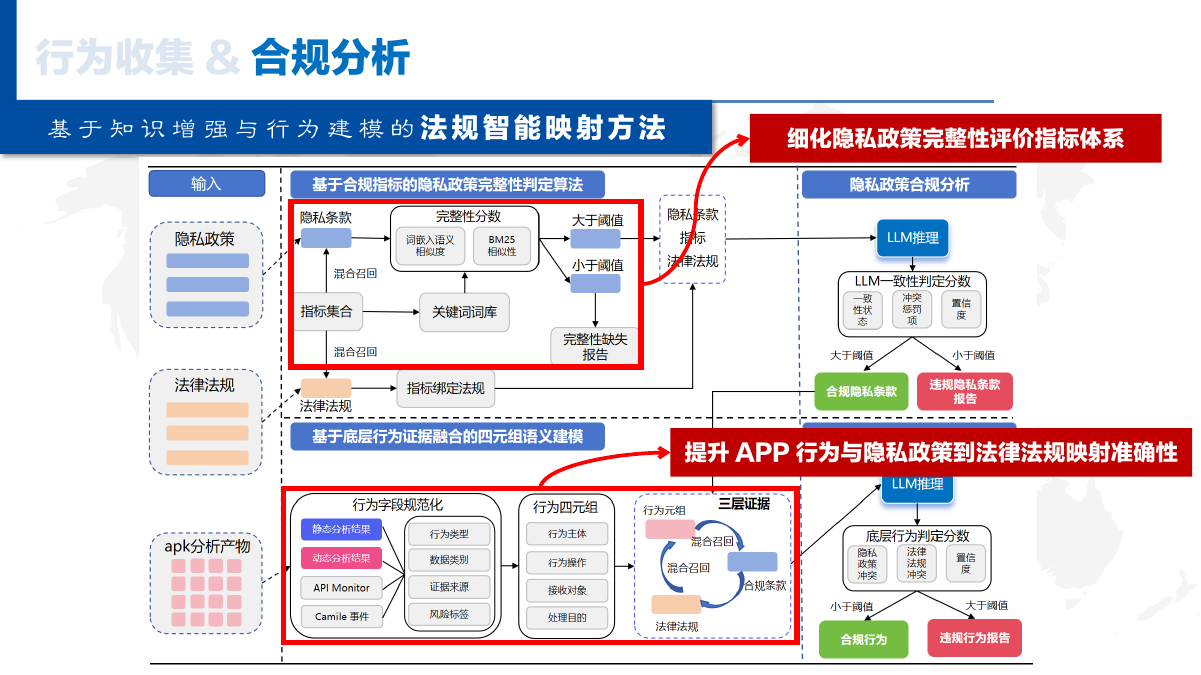 行为收集 & 合规分析
基于知识增强与行为建模的法规智能映射方法
细化隐私政策完整性评价指标体系
输入
基于合规指标的隐私政策完整性判定算法
隐私政策合规分析
隐私政策
隐私条款
完整性分数
词嵌入语义
相似度
BM25
相似性
大于阈值
小于阈值
混合召回
指标集合
关键词词库
完整性缺失
报告
混合召回
隐私条款
指标
法律法规
LLM推理
LLM一致性判定分数
一致
性状
态
冲突
惩罚
项
置信
度
大于阈值
小于阈值
合规隐私条款
违规隐私条款
报告
法律法规
法律法规
指标绑定法规
基于底层行为证据融合的四元组语义建模
提升 APP 行为与隐私政策到法律法规映射准确性
apk分析产物
行为字段规范化
静态分析结果
动态分析结果
API Monitor
Camile 事件
行为类型
数据类别
证据来源
风险标签
行为四元组
行为主体
行为操作
接收对象
处理目的
三层证据
行为元组
混合召回
混合召回
合规条款
法律法规
LLM推理
底层行为判定分数
隐私
政策
冲突
法律
法规
冲突
置信
度
小于阈值
大于阈值
合规行为
违规行为报告